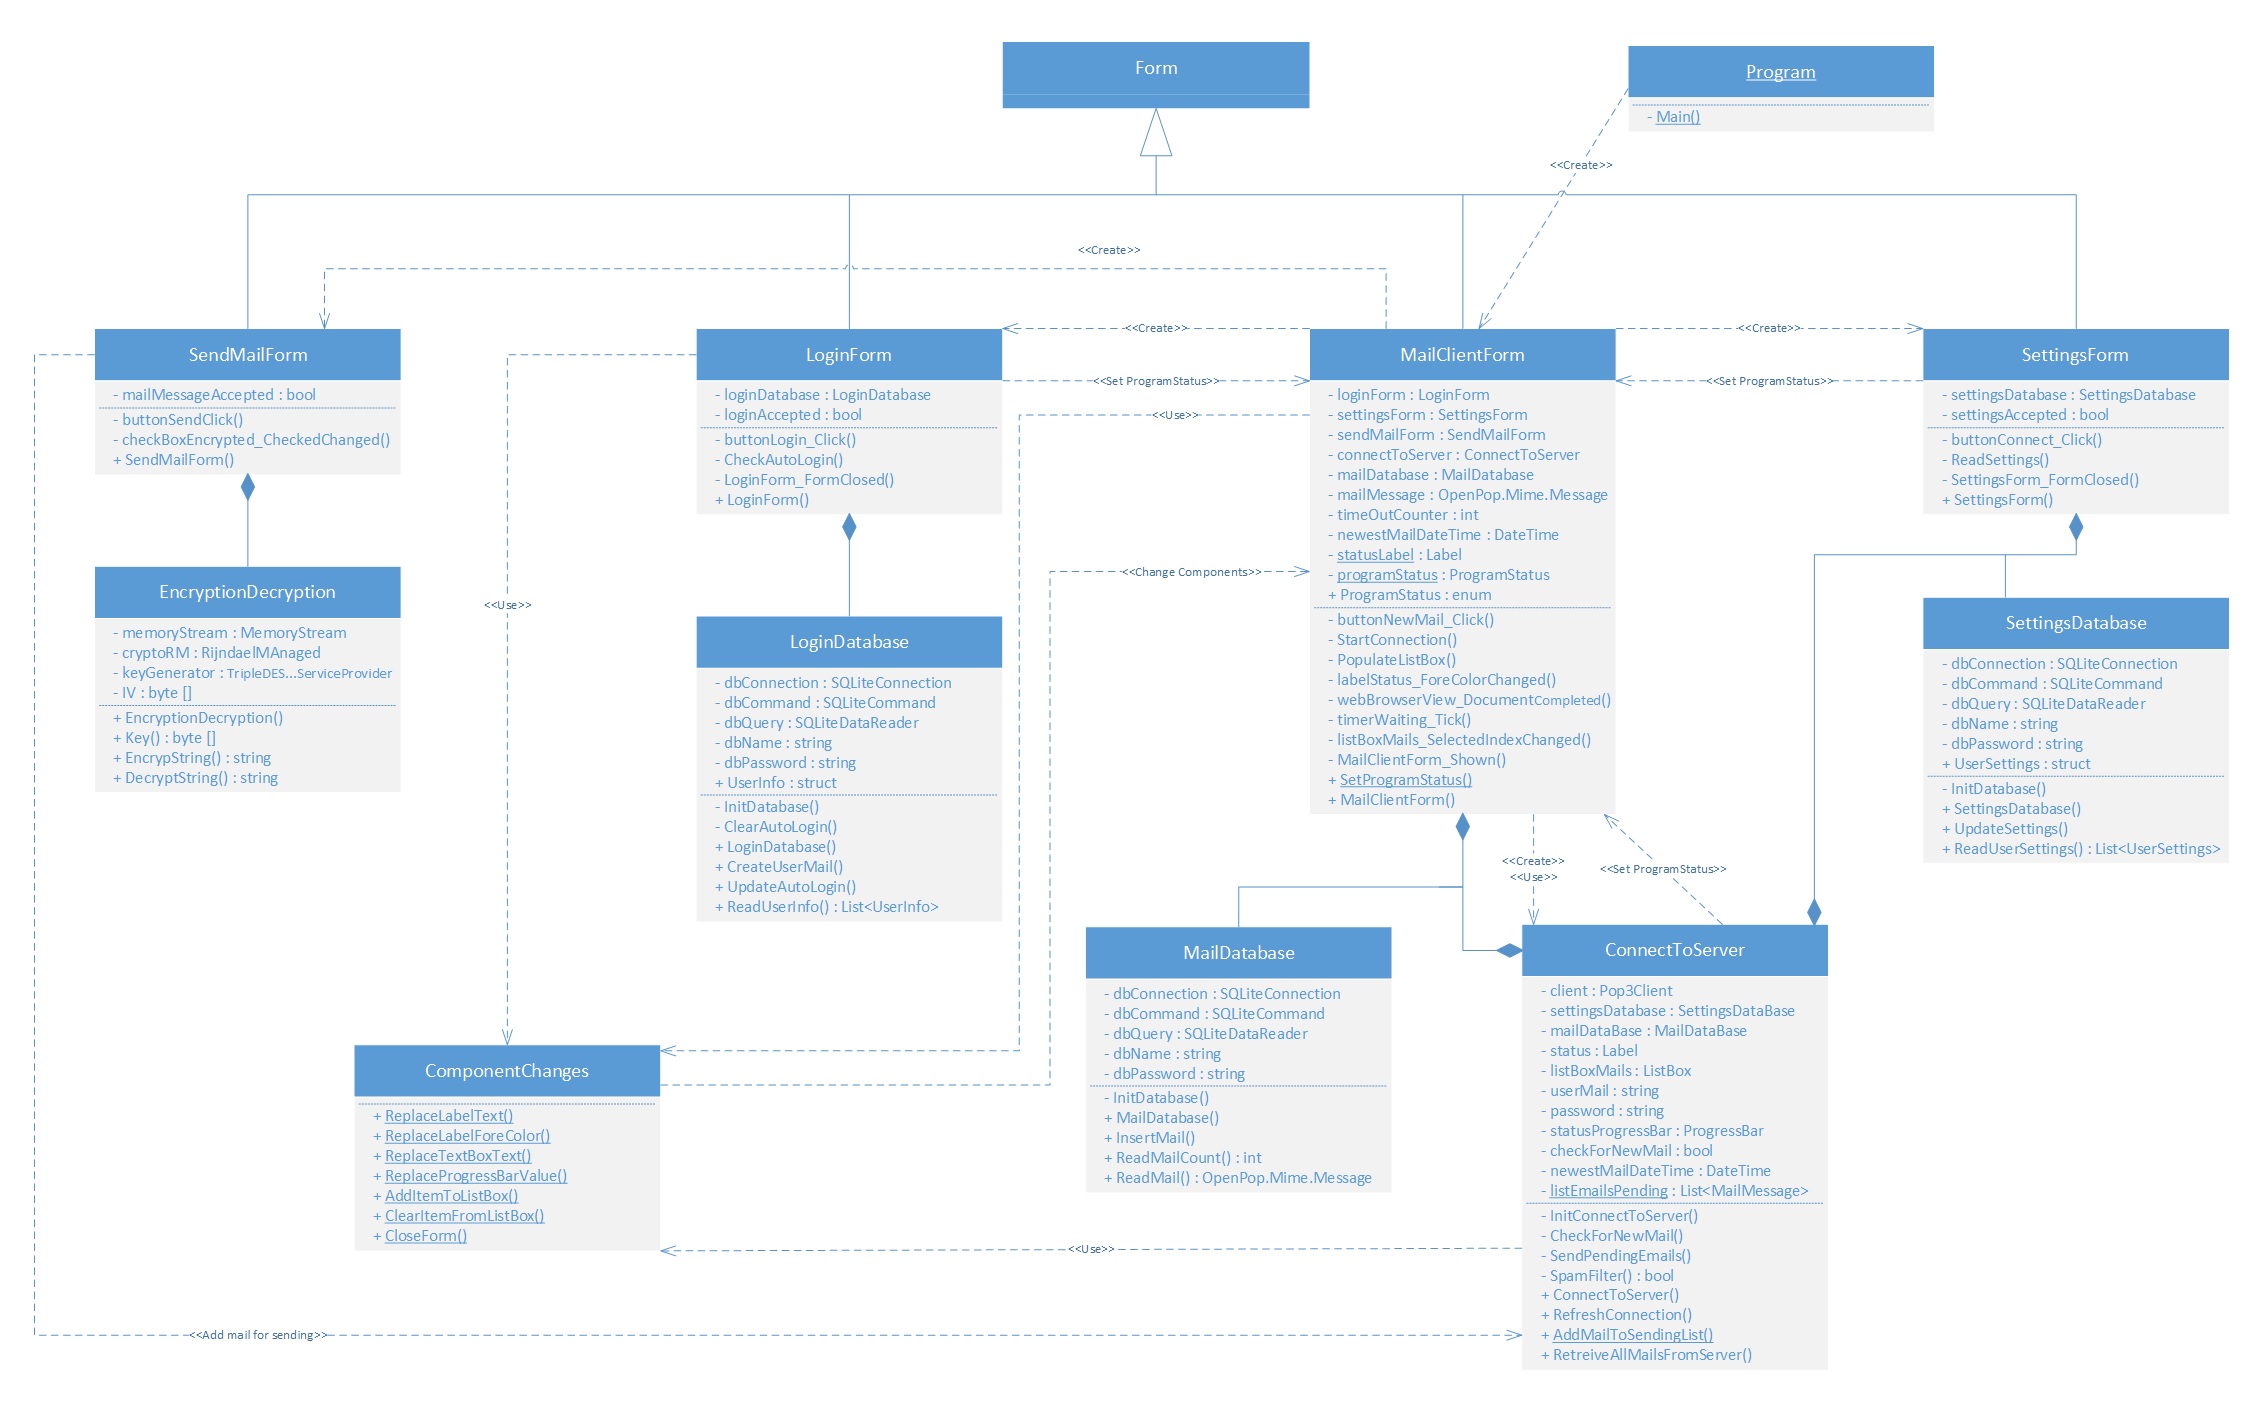 Form
Program
- Main()
<<Create>>
<<Create>>
SendMailForm
- mailMessageAccepted : bool
- buttonSendClick()
- checkBoxEncrypted_CheckedChanged()
+ SendMailForm()
LoginForm
- loginDatabase : LoginDatabase
- loginAccepted : bool
- buttonLogin_Click()
- CheckAutoLogin()
- LoginForm_FormClosed()
+ LoginForm()
<<Create>>
<<Set ProgramStatus>>
<<Use>>
<<Change Components>>
MailClientForm
- loginForm : LoginForm
- settingsForm : SettingsForm
- sendMailForm : SendMailForm
- connectToServer : ConnectToServer
- mailDatabase : MailDatabase
- mailMessage : OpenPop.Mime.Message
- timeOutCounter : int
- newestMailDateTime : DateTime
- statusLabel : Label
- programStatus : ProgramStatus
+ ProgramStatus : enum
- buttonNewMail_Click()
- StartConnection()
- PopulateListBox()
- labelStatus_ForeColorChanged()
- webBrowserView_DocumentCompleted()
- timerWaiting_Tick()
- listBoxMails_SelectedIndexChanged()
- MailClientForm_Shown()
+ SetProgramStatus()
+ MailClientForm()
<<Create>>
<<Set ProgramStatus>>
SettingsForm
- settingsDatabase : SettingsDatabase
- settingsAccepted : bool
- buttonConnect_Click()
- ReadSettings()
- SettingsForm_FormClosed()
+ SettingsForm()
EncryptionDecryption
- memoryStream : MemoryStream
- cryptoRM : RijndaelMAnaged
- keyGenerator : TripleDES...ServiceProvider
- IV : byte []
+ EncryptionDecryption()
+ Key() : byte []
+ EncrypString() : string
+ DecryptString() : string
<<Use>>
LoginDatabase
- dbConnection : SQLiteConnection
- dbCommand : SQLiteCommand
- dbQuery : SQLiteDataReader
- dbName : string
- dbPassword : string
+ UserInfo : struct
- InitDatabase()
- ClearAutoLogin()
+ LoginDatabase()
+ CreateUserMail()
+ UpdateAutoLogin()
+ ReadUserInfo() : List<UserInfo>
SettingsDatabase
- dbConnection : SQLiteConnection
- dbCommand : SQLiteCommand
- dbQuery : SQLiteDataReader
- dbName : string
- dbPassword : string
+ UserSettings : struct
- InitDatabase()
+ SettingsDatabase()
+ UpdateSettings()
+ ReadUserSettings() : List<UserSettings>
<<Create>>
<<Use>>
<<Set ProgramStatus>>
MailDatabase
- dbConnection : SQLiteConnection
- dbCommand : SQLiteCommand
- dbQuery : SQLiteDataReader
- dbName : string
- dbPassword : string
- InitDatabase()
+ MailDatabase()
+ InsertMail()
+ ReadMailCount() : int
+ ReadMail() : OpenPop.Mime.Message
ConnectToServer
- client : Pop3Client
- settingsDatabase : SettingsDataBase
- mailDataBase : MailDataBase
- status : Label
- listBoxMails : ListBox
- userMail : string
- password : string
- statusProgressBar : ProgressBar
- checkForNewMail : bool
- newestMailDateTime : DateTime
- listEmailsPending : List<MailMessage>
- InitConnectToServer()
- CheckForNewMail()
- SendPendingEmails()
- SpamFilter() : bool
+ ConnectToServer()
+ RefreshConnection()
+ AddMailToSendingList()
+ RetreiveAllMailsFromServer()
ComponentChanges
+ ReplaceLabelText()
+ ReplaceLabelForeColor()
+ ReplaceTextBoxText()
+ ReplaceProgressBarValue()
+ AddItemToListBox()
+ ClearItemFromListBox()
+ CloseForm()
<<Use>>
<<Add mail for sending>>